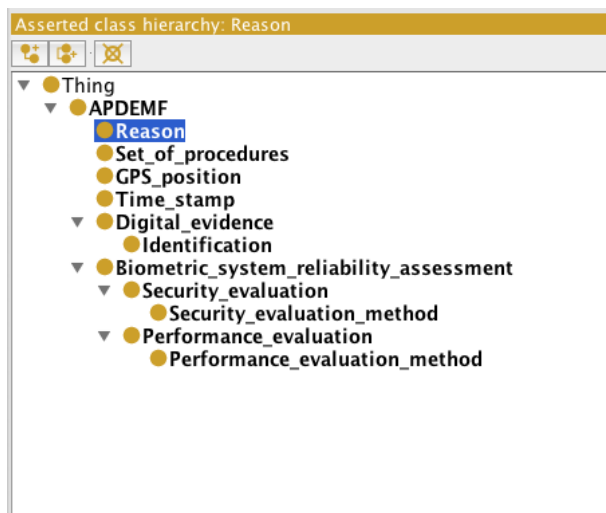 Asserted class hierarchy: Reason
Thing
APDEMF
Reason
Set_of_procedures
GPS_position
Time_stamp
Digital_evidence
Identification
Biometric_system_reliability_assessment
Security_evaluation
Security_evaluation_method
Performance_evaluation
Performance_evaluation_method